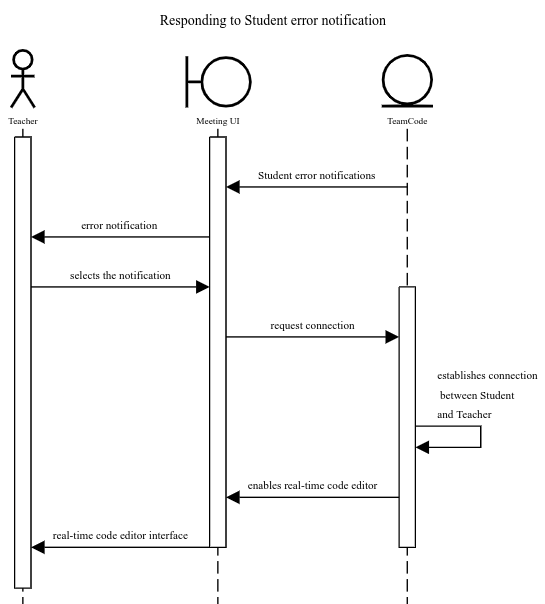 Responding to Student error notification
Teacher
Meeting UI
TeamCode
Student error notifications
error notification
selects the notification
request connection
establishes connection
between Student
and Teacher
enables real-time code editor
real-time code editor interface